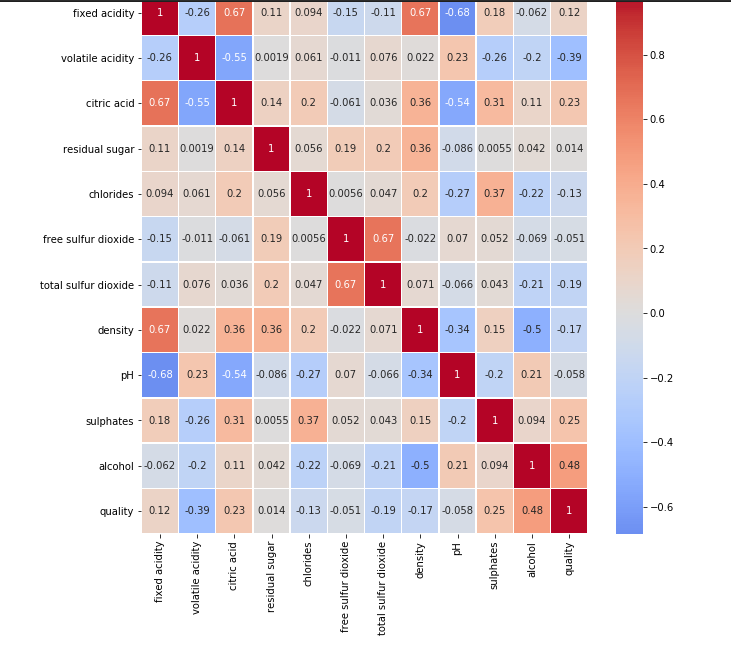 fixed acidity 1 -0.26 0.67 0.11 0.094 -0.15 -0.11 0.67 -0.68 0.18 -0.062 0.12
volatile acidity -0.26 1 -0.55 0.0019 0.061 -0.011 0.076 0.022 0.23 -0.26 -0.2 -0.39
citric acid 0.67 -0.55 1 0.14 0.2 -0.061 0.036 0.36 -0.54 0.31 0.11 0.23
residual sugar 0.11 0.0019 0.14 1 0.056 0.19 0.2 0.36 -0.086 0.0055 0.042 0.014
chlorides 0.094 0.061 0.2 0.056 1 0.0056 0.047 0.2 -0.27 0.37 -0.22 -0.13
free sulfur dioxide -0.15 -0.011 -0.061 0.19 0.0056 1 0.67 -0.022 0.07 0.052 -0.069 -0.051
total sulfur dioxide -0.11 0.076 0.036 0.2 0.047 0.67 1 0.071 -0.066 0.043 -0.21 -0.19
density 0.67 0.022 0.36 0.36 0.2 -0.022 0.071 1 -0.34 0.15 -0.5 -0.17
pH -0.68 0.23 -0.54 -0.086 -0.27 0.07 -0.066 -0.34 1 -0.2 0.21 -0.058
sulphates 0.18 -0.26 0.31 0.0055 0.37 0.052 0.043 0.15 -0.2 1 0.094 0.25
alcohol -0.062 -0.2 0.11 0.042 -0.22 -0.069 -0.21 -0.5 0.21 0.094 1 0.48
quality 0.12 -0.39 0.23 0.014 -0.13 -0.051 -0.19 -0.17 -0.058 0.25 0.48 1
fixed acidity
volatile acidity
citric acid
residual sugar
chlorides
free sulfur dioxide
total sulfur dioxide
density
pH
sulphates
alcohol
quality
0.8
0.6
0.4
0.2
0.0
−0.2
−0.4
−0.6